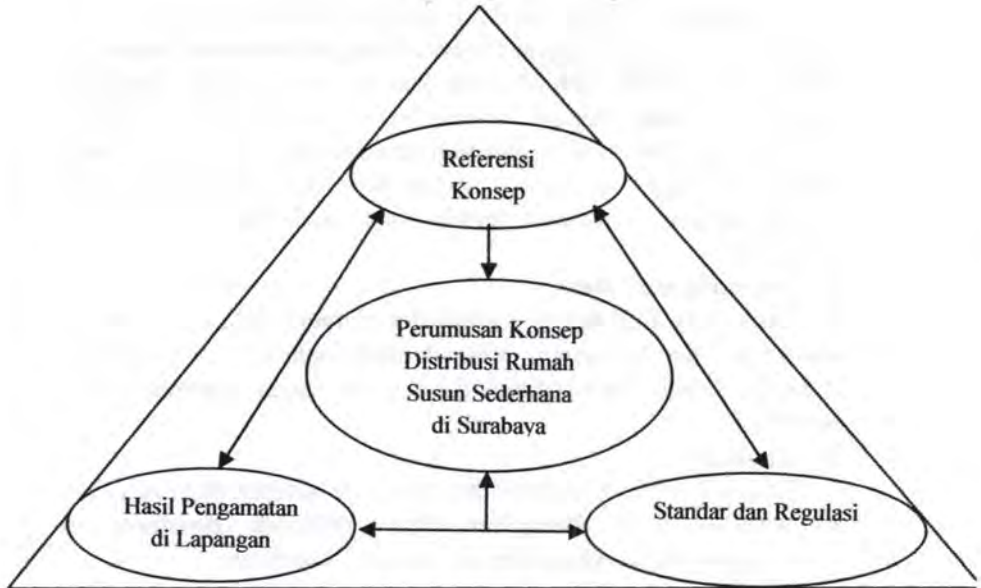 Referensi
Konsep
Perumusan Konsep
Distribusi Rumah
Susun Sederhana
di Surabaya
Hasil Pengamatan
di Lapangan
Standar dan Regulasi